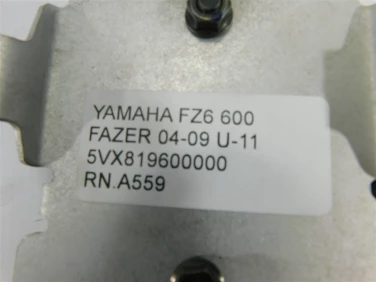 YAMAHA FZ6 600
FAZER 04-09 U-11
5VX819600000
RN.A559